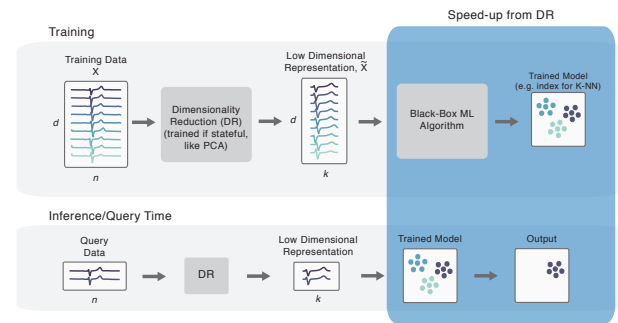 Speed-up from DR
Training
Training Data
X
d
n
Dimensionality
Reduction (DR)
(trained if stateful,
like PCA)
Low Dimensional
Representation, X̃
d
k
Black-Box ML
Algorithm
Trained Model
(e.g. index for K-NN)
Inference/Query Time
Query
Data
n
DR
Low Dimensional
Representation
k
Trained Model
Output